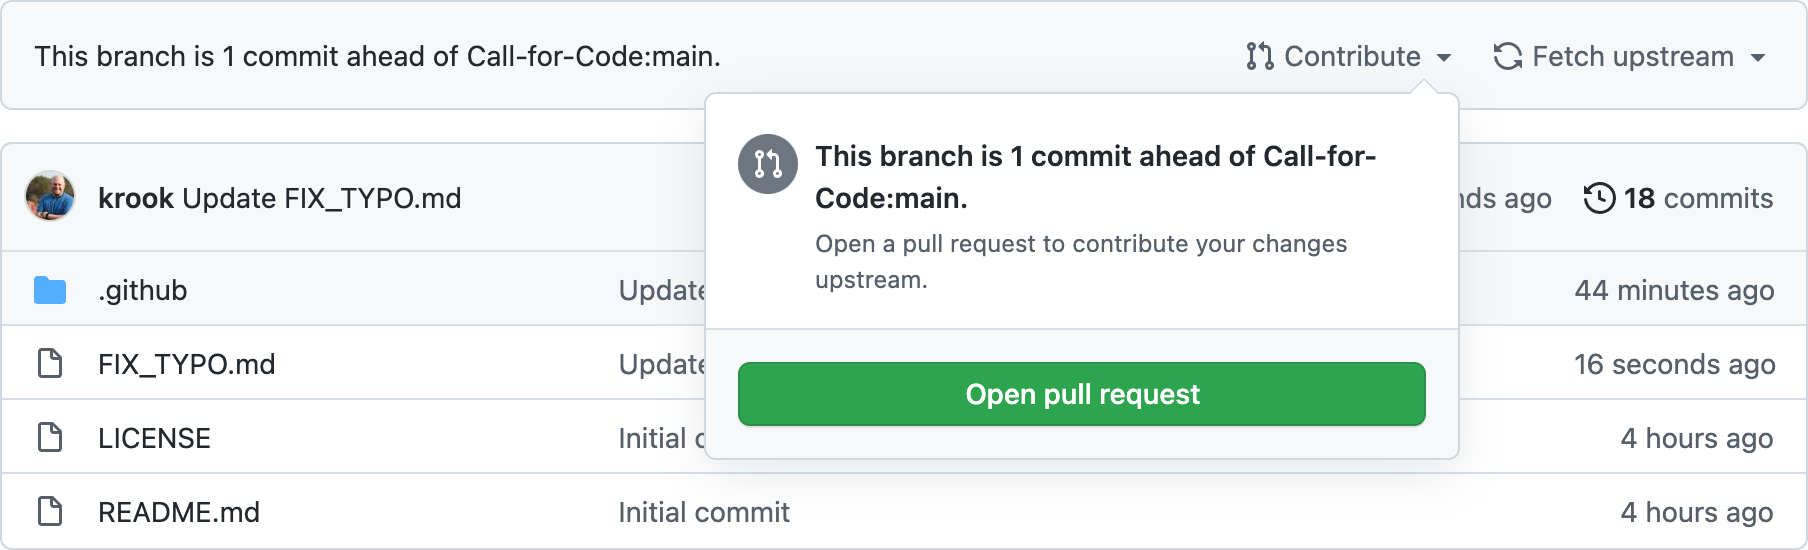 This branch is 1 commit ahead of Call-for-Code:main.
Contribute
Fetch upstream
This branch is 1 commit ahead of Call-for-
Code:main.
Open a pull request to contribute your changes
upstream.
Open pull request
krook Update FIX_TYPO.md
ago
18 commits
.github
44 minutes ago
FIX_TYPO.md
16 seconds ago
LICENSE
Initial
4 hours ago
README.md
Initial commit
4 hours ago